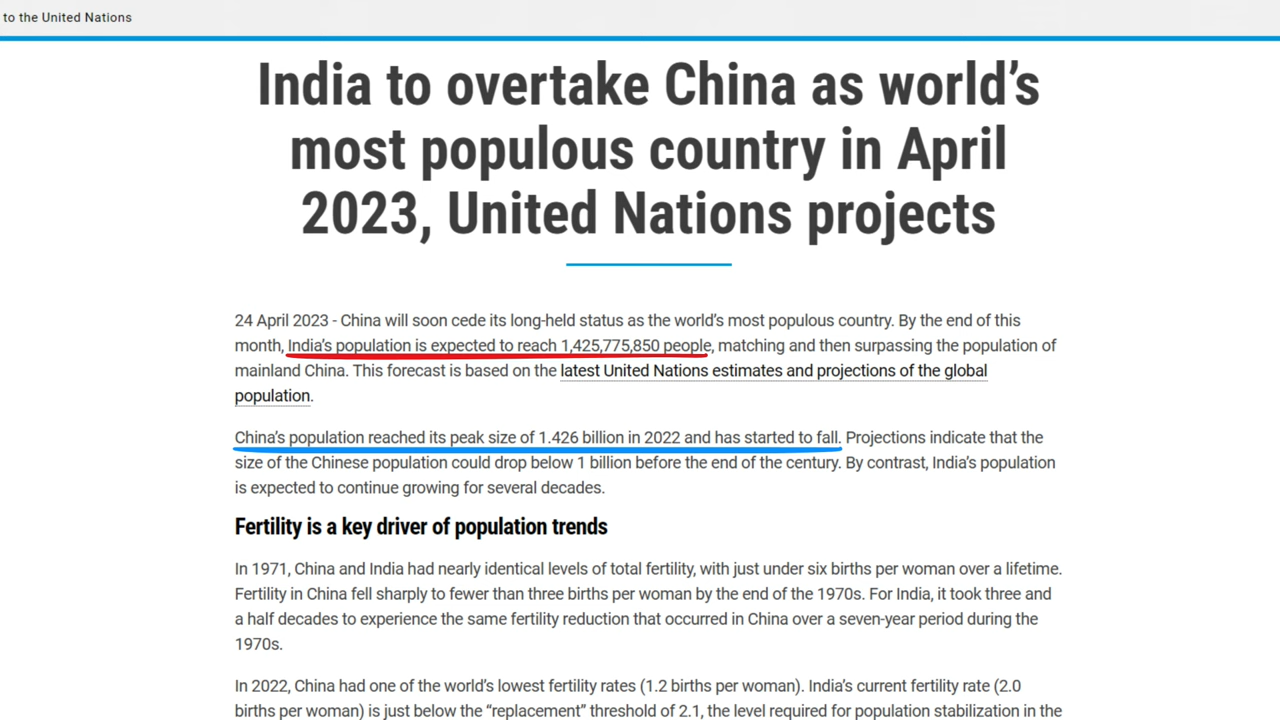 to the United Nations
India to overtake China as world’s
most populous country in April
2023, United Nations projects
24 April 2023 - China will soon cede its long-held status as the world’s most populous country. By the end of this
month, India’s population is expected to reach 1,425,775,850 people, matching and then surpassing the population of
mainland China. This forecast is based on the latest United Nations estimates and projections of the global
population.
China’s population reached its peak size of 1.426 billion in 2022 and has started to fall. Projections indicate that the
size of the Chinese population could drop below 1 billion before the end of the century. By contrast, India’s population
is expected to continue growing for several decades.
Fertility is a key driver of population trends
In 1971, China and India had nearly identical levels of total fertility, with just under six births per woman over a lifetime.
Fertility in China fell sharply to fewer than three births per woman by the end of the 1970s. For India, it took three and
a half decades to experience the same fertility reduction that occurred in China over a seven-year period during the
1970s.
In 2022, China had one of the world’s lowest fertility rates (1.2 births per woman). India’s current fertility rate (2.0
births per woman) is just below the “replacement” threshold of 2.1, the level required for population stabilization in the